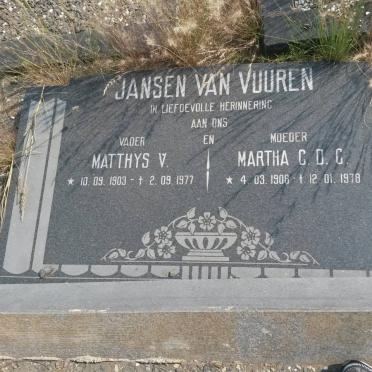 JANSEN VAN VUUREN
IN LIEFDEVOLLE HERINNERING
AAN ONS
VADER EN MOEDER
MATTHYS V. MARTHA C. D. C.
* 10. 09. 1903 - † 2. 09. 1977 * 4. 03. 1906 - † 12. 01. 1978